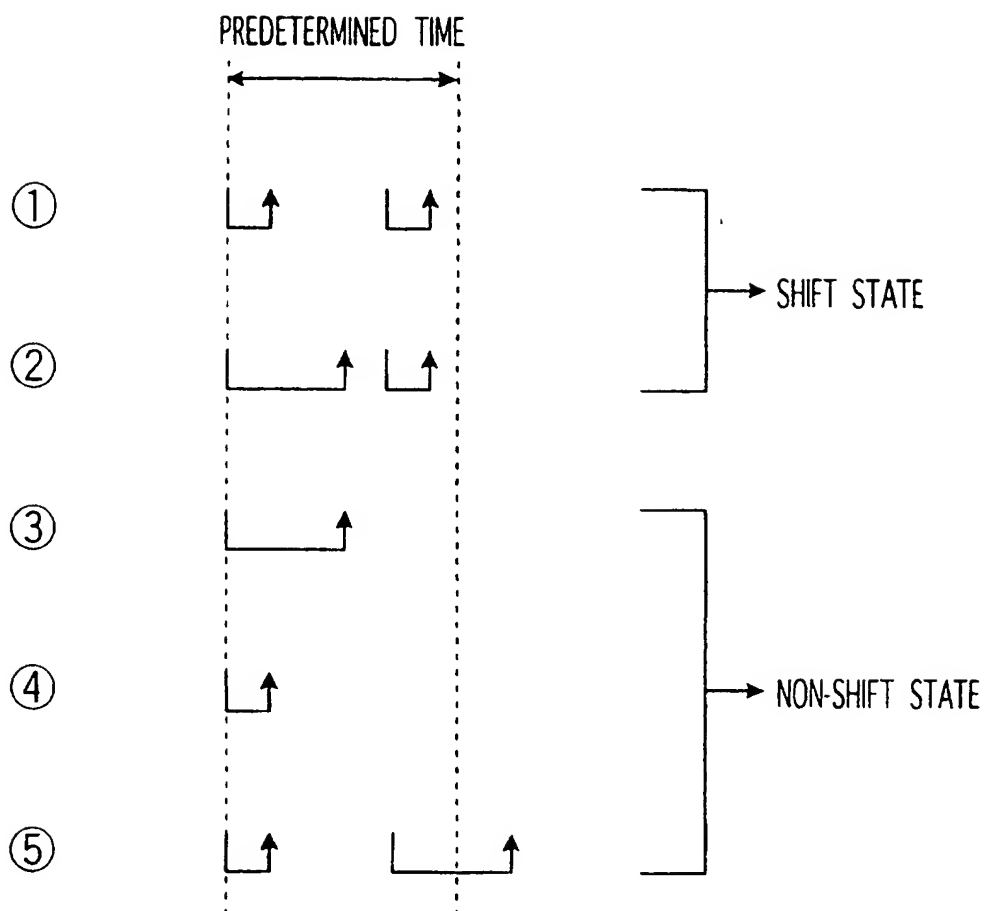 PREDETERMINED TIME
①
SHIFT STATE
②
③
④
NON-SHIFT STATE
⑤